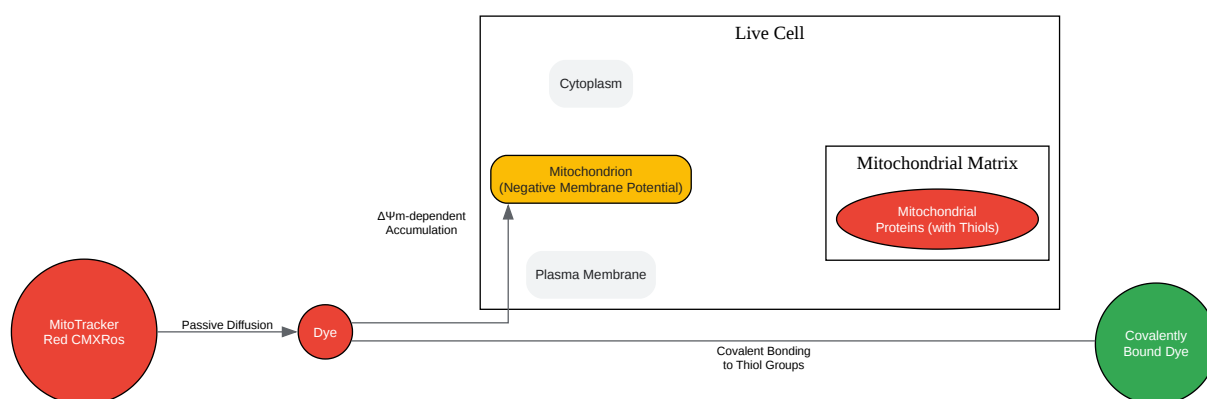 Live Cell
Cytoplasm
Mitochondrial Matrix
Mitochondrion
(Negative Membrane Potential)
Mitochondrial
Proteins (with Thiols)
ΔΨm-dependent
Accumulation
Plasma Membrane
MitoTracker
Red CMXRos
Passive Diffusion
Dye
Covalent Bonding
to Thiol Groups
Covalently
Bound Dye